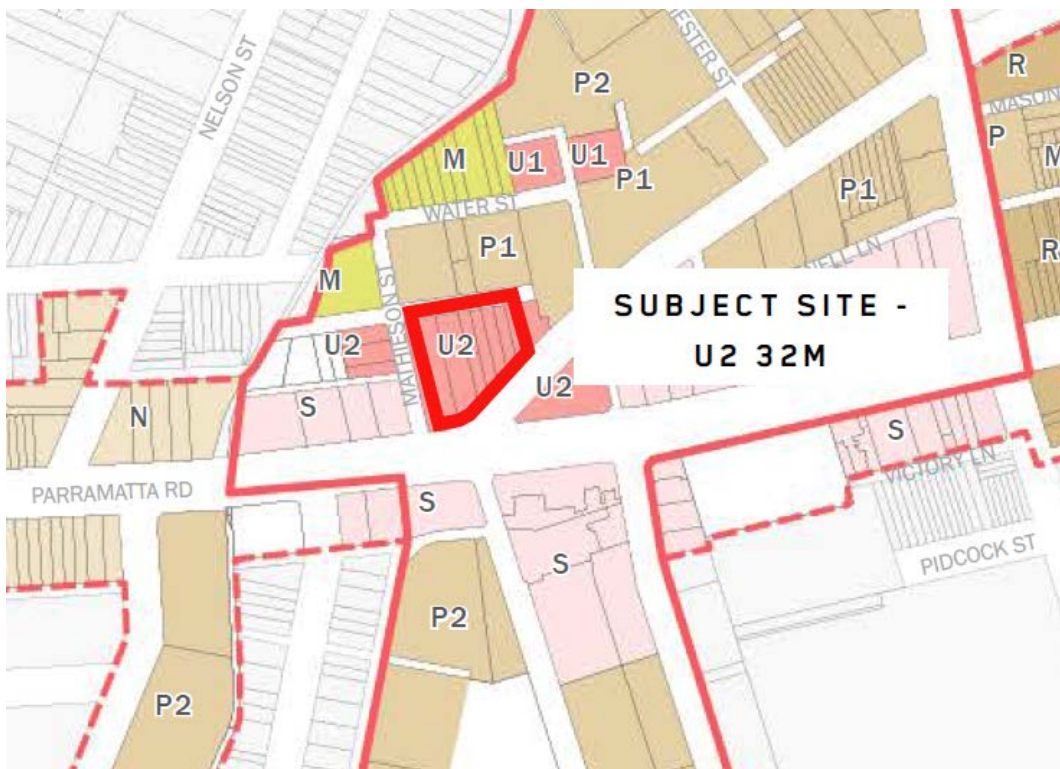 NELSON ST
P2
R
MASON
P
M
M
U1
U1
P1
P1
WATER ST
P1
R
M
MATHIESON ST
SUBJECT SITE -
U2 32M
U2
U2
U2
S
N
S
VICTORY LN
PARRAMATTA RD
S
PIDCOCK ST
S
P2
P2